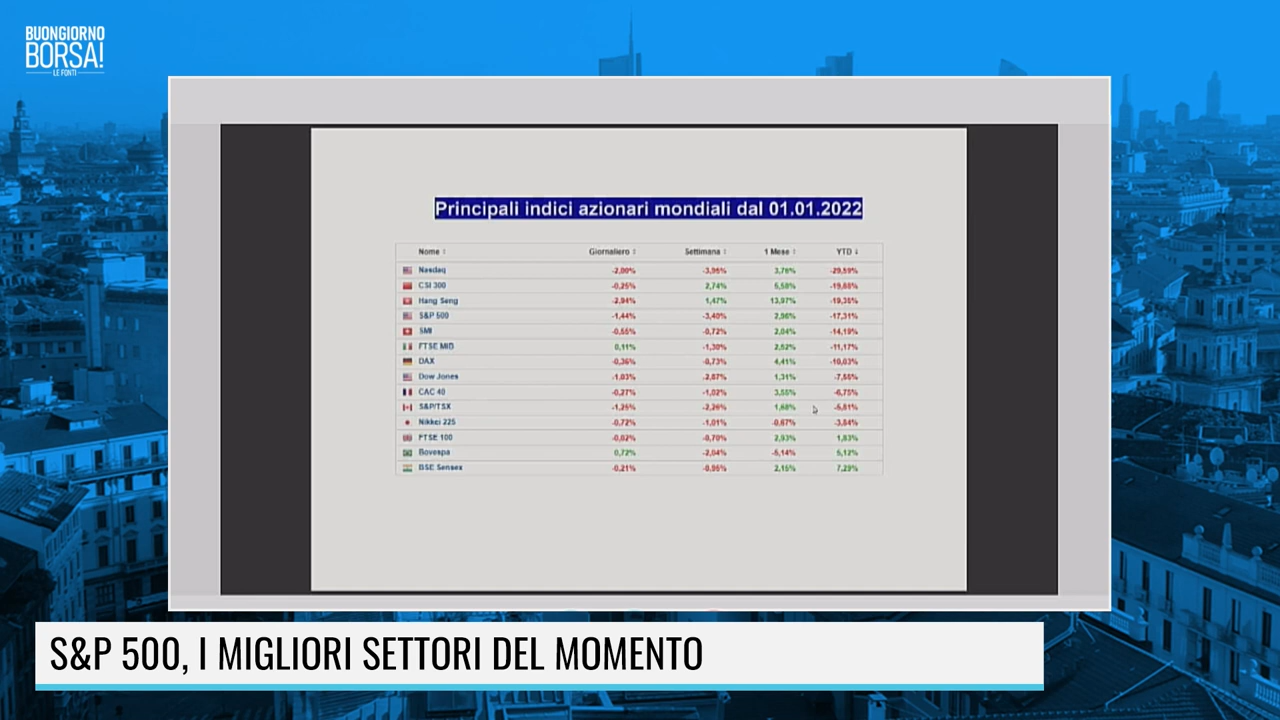 BUONGIORNO
BORSA!
LE FONTI
Principali indici azionari mondiali dal 01.01.2022
Nome Giornaliero Settimana 1 Mese YTD
Nasdaq -2,00% -3,95% 3,76% -29,59%
CSI 300 -0,25% 2,74% 5,58% -19,88%
Hang Seng -2,94% 1,47% 13,97% -19,35%
S&P 500 -1,44% -3,40% 2,98% -17,31%
SMI -0,55% -0,72% 2,04% -14,19%
FTSE MIB 0,11% -1,30% 2,52% -11,17%
DAX -0,36% -0,73% 4,41% -10,03%
Dow Jones -1,03% -2,87% 1,31% -7,55%
CAC 40 -0,27% -1,02% 3,55% -6,75%
S&P/TSX -1,25% -2,26% 1,68% -5,81%
Nikkei 225 -0,72% -1,01% -0,67% -3,84%
FTSE 100 -0,02% -0,70% 2,93% 1,83%
Bovespa 0,72% -2,04% -5,14% 5,12%
BSE Sensex -0,21% -0,95% 2,15% 7,29%
S&P 500, I MIGLIORI SETTORI DEL MOMENTO